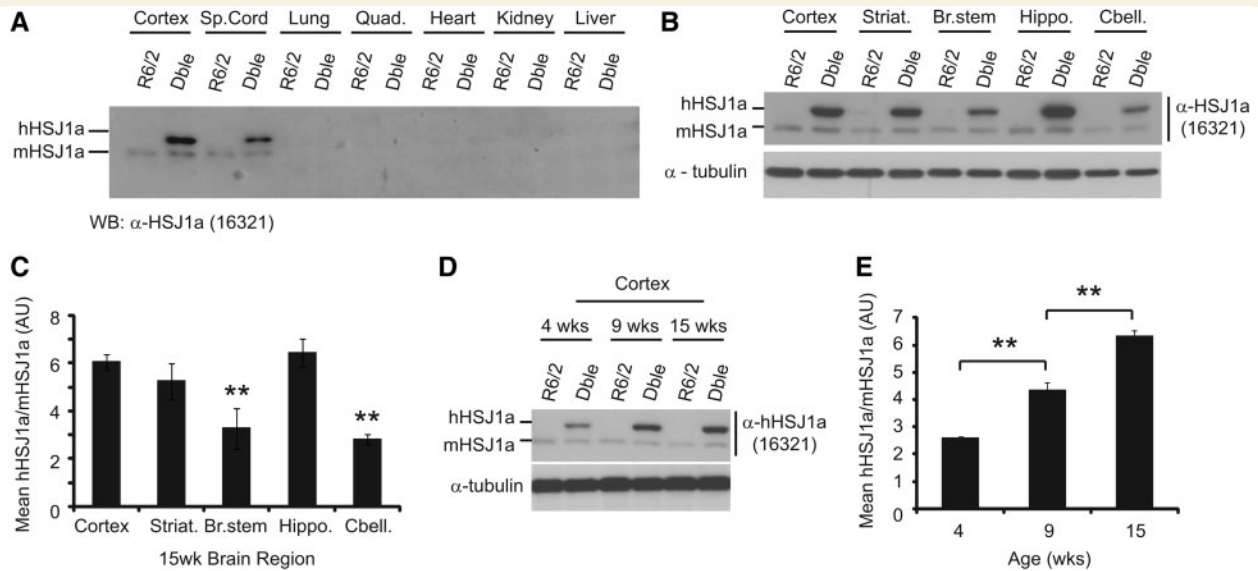 A
Cortex Sp.Cord Lung Quad. Heart Kidney Liver
R6/2 Dble R6/2 Dble R6/2 Dble R6/2 Dble R6/2 Dble R6/2 Dble R6/2 Dble
hHSJ1a
mHSJ1a
WB: α-HSJ1a (16321)
B
Cortex Striat. Br.stem Hippo. Cbell.
R6/2 Dble R6/2 Dble R6/2 Dble R6/2 Dble R6/2 Dble
hHSJ1a
mHSJ1a
α-HSJ1a
(16321)
α - tubulin
C
Mean hHSJ1a/mHSJ1a (AU)
8
6
4
2
0
**
**
Cortex Striat. Br.stem Hippo. Cbell.
15wk Brain Region
D
Cortex
4 wks 9 wks 15 wks
R6/2 Dble R6/2 Dble R6/2 Dble
hHSJ1a
mHSJ1a
α-hHSJ1a
(16321)
α-tubulin
E
Mean hHSJ1a/mHSJ1a (AU)
7
6
5
4
3
2
1
0
**
**
4 9 15
Age (wks)